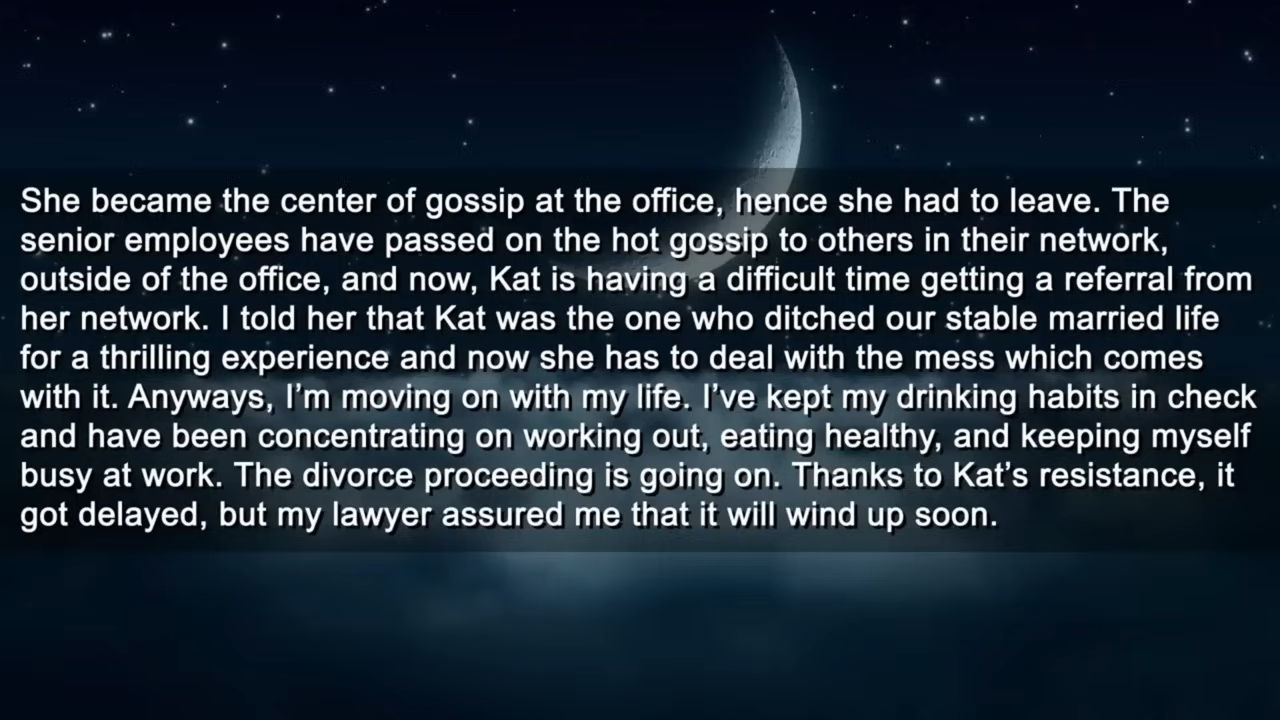 She became the center of gossip at the office, hence she had to leave. The
senior employees have passed on the hot gossip to others in their network,
outside of the office, and now, Kat is having a difficult time getting a referral from
her network. I told her that Kat was the one who ditched our stable married life
for a thrilling experience and now she has to deal with the mess which comes
with it. Anyways, I’m moving on with my life. I’ve kept my drinking habits in check
and have been concentrating on working out, eating healthy, and keeping myself
busy at work. The divorce proceeding is going on. Thanks to Kat’s resistance, it
got delayed, but my lawyer assured me that it will wind up soon.